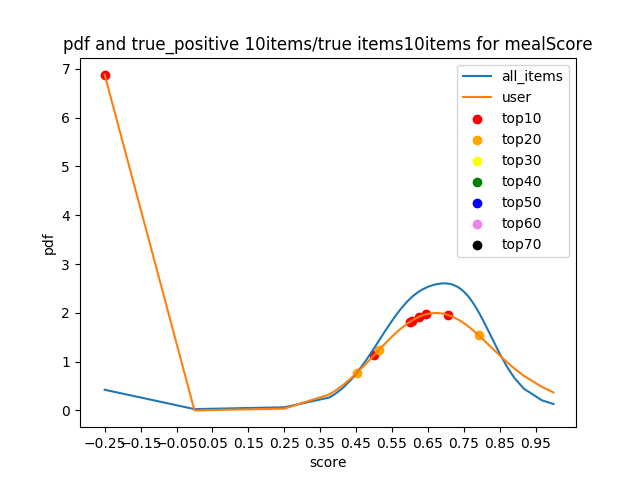 pdf and true_positive 10items/true items10items for mealScore
all_items
user
top10
top20
top30
top40
top50
top60
top70
7
6
5
4
3
2
1
0
pdf
−0.25 −0.15 −0.05 0.05 0.15 0.25 0.35 0.45 0.55 0.65 0.75 0.85 0.95
score